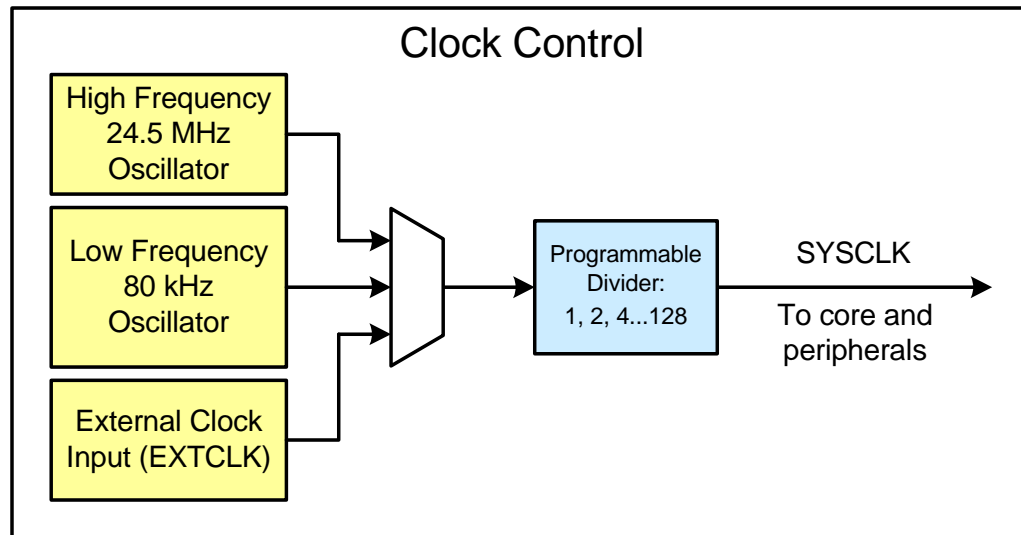 Clock Control
High Frequency
24.5 MHz
Oscillator
Low Frequency
80 kHz
Oscillator
External Clock
Input (EXTCLK)
Programmable
Divider:
1, 2, 4...128
SYSCLK
To core and
peripherals